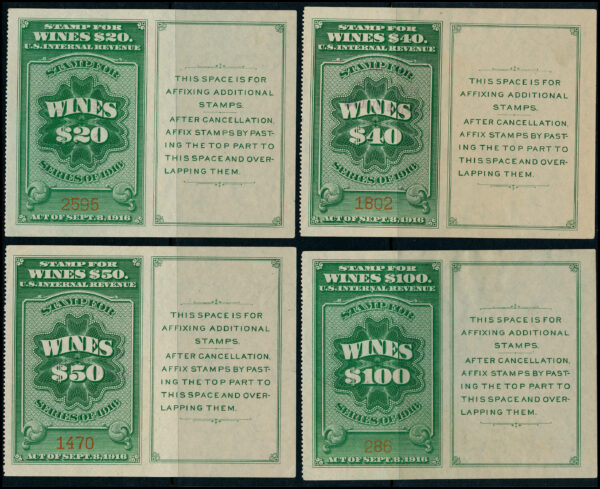 STAMP FOR
WINES $20.
U.S. INTERNAL REVENUE
STAMP FOR
WINES
$20
SERIES OF 1916
2595
ACT OF SEPT. 8, 1916
THIS SPACE IS FOR
AFFIXING ADDITIONAL
STAMPS.
AFTER CANCELLATION,
AFFIX STAMPS BY PAST-
ING THE TOP PART TO
THIS SPACE AND OVER-
LAPPING THEM.
STAMP FOR
WINES $40.
U.S. INTERNAL REVENUE
STAMP FOR
WINES
$40
SERIES OF 1916
1802
ACT OF SEPT. 8, 1916
THIS SPACE IS FOR
AFFIXING ADDITIONAL
STAMPS.
AFTER CANCELLATION,
AFFIX STAMPS BY PAST-
ING THE TOP PART TO
THIS SPACE AND OVER-
LAPPING THEM.
STAMP FOR
WINES $50.
U.S. INTERNAL REVENUE
STAMP FOR
WINES
$50
SERIES OF 1916
1470
ACT OF SEPT. 8, 1916
THIS SPACE IS FOR
AFFIXING ADDITIONAL
STAMPS.
AFTER CANCELLATION,
AFFIX STAMPS BY PAST-
ING THE TOP PART TO
THIS SPACE AND OVER-
LAPPING THEM.
STAMP FOR
WINES $100.
U.S. INTERNAL REVENUE
STAMP FOR
WINES
$100
SERIES OF 1916
286
ACT OF SEPT. 8, 1916
THIS SPACE IS FOR
AFFIXING ADDITIONAL
STAMPS.
AFTER CANCELLATION,
AFFIX STAMPS BY PAST-
ING THE TOP PART TO
THIS SPACE AND OVER-
LAPPING THEM.